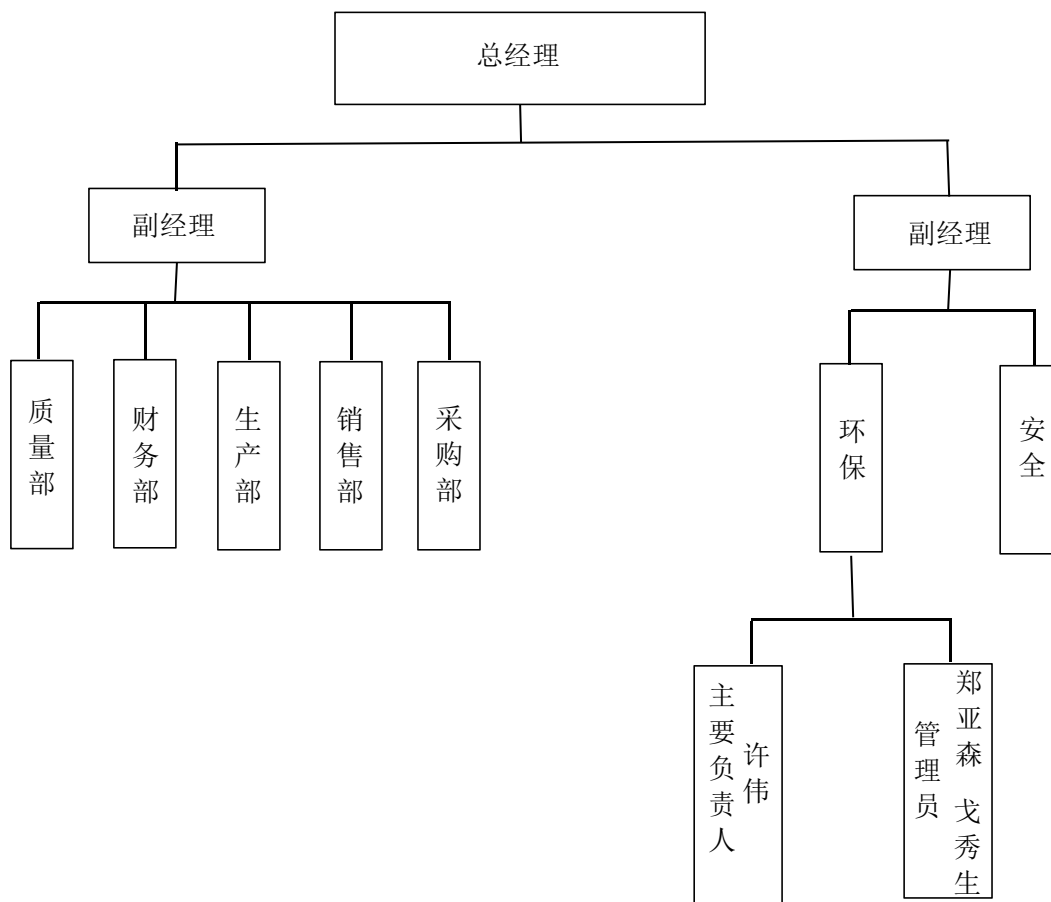 总经理
副经理
副经理
质量部
财务部
生产部
销售部
采购部
环保
安全
主要负责人
许伟
管理员
郑亚森 戈秀生